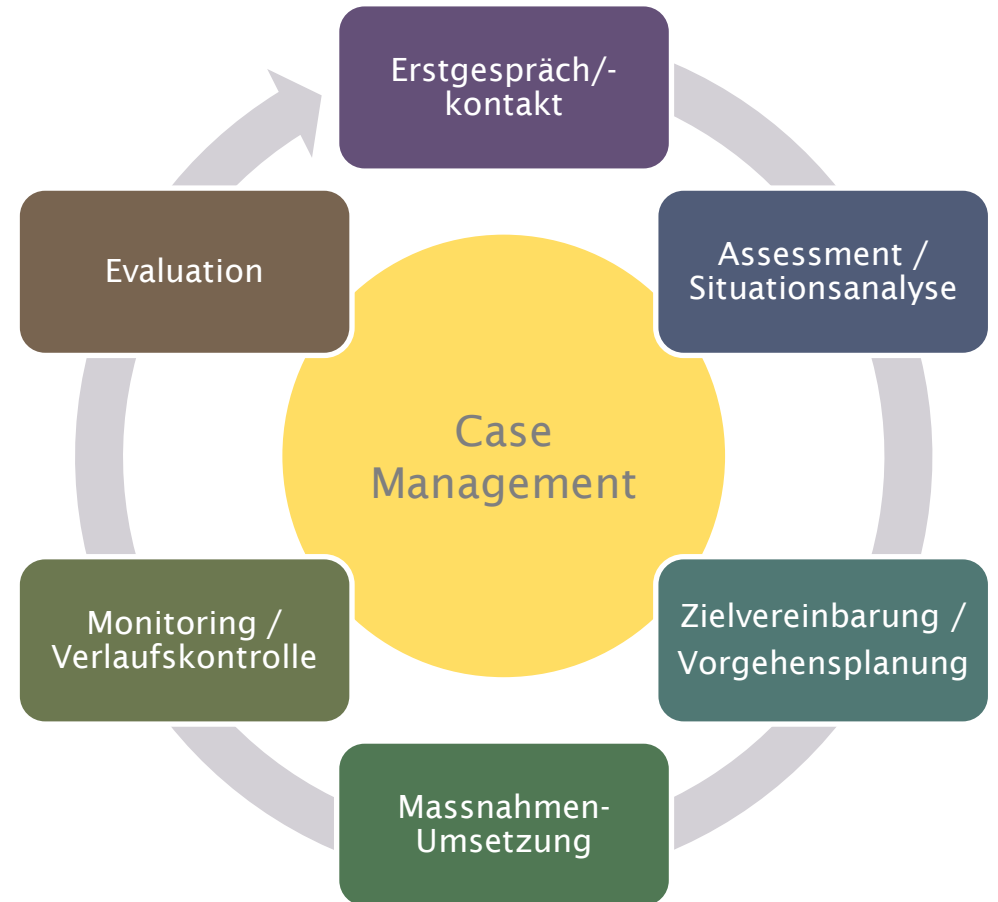 Erstgespräch/-
kontakt
Assessment /
Situationsanalyse
Zielvereinbarung /
Vorgehensplanung
Massnahmen-
Umsetzung
Monitoring /
Verlaufskontrolle
Evaluation
Case
Management